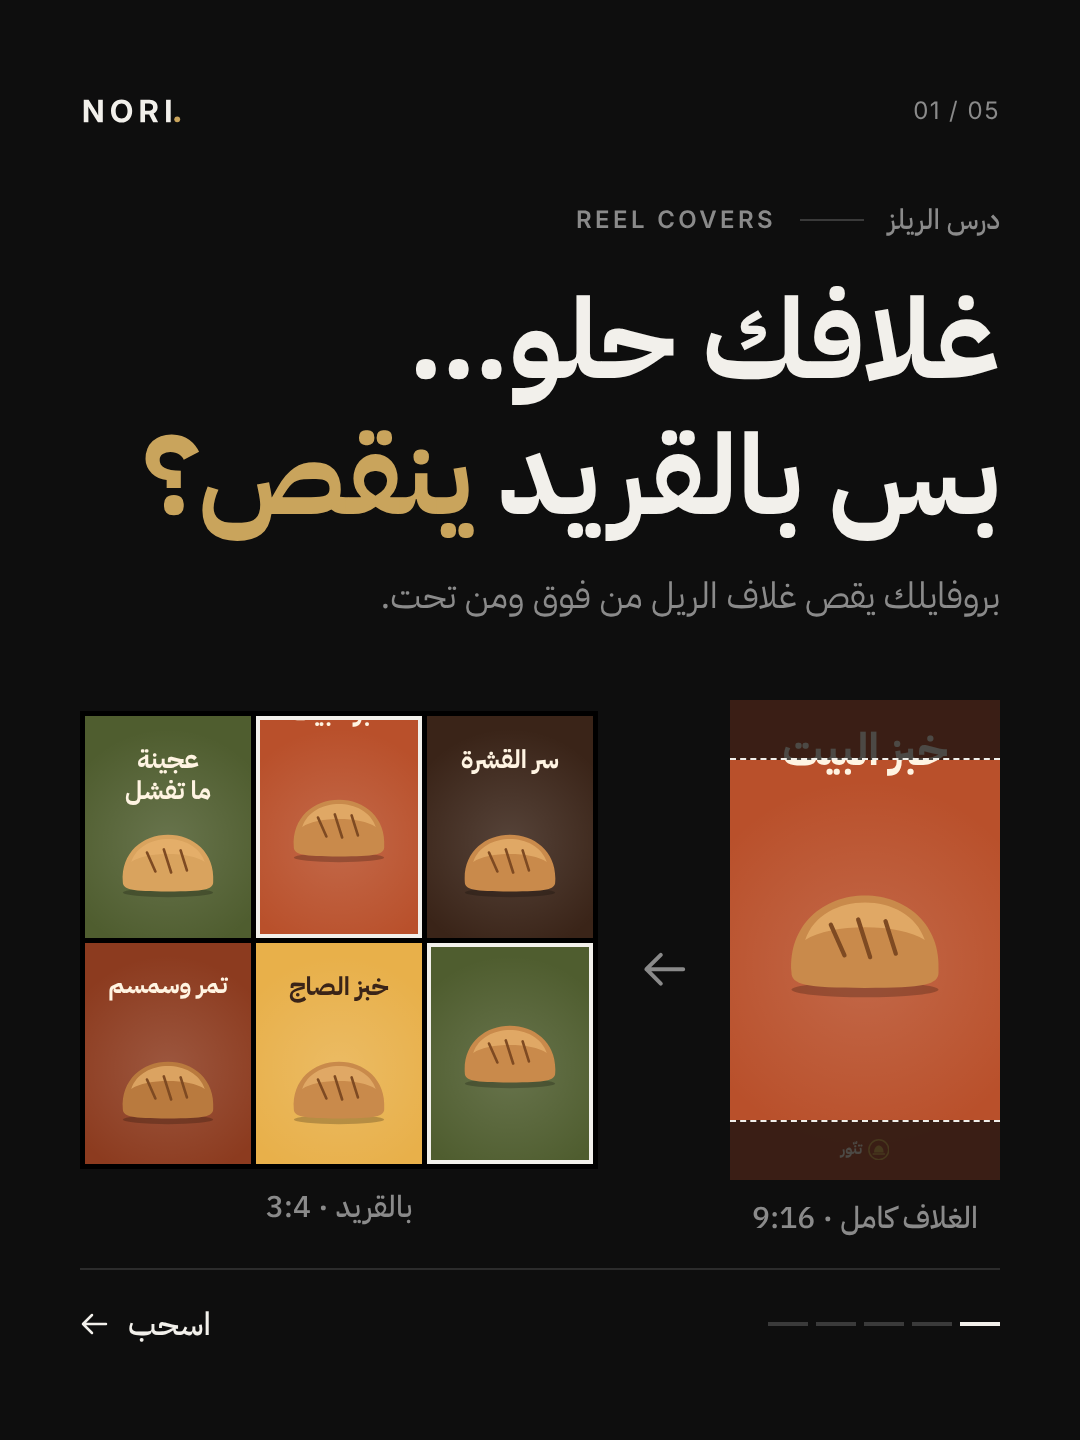 NORI.
01 / 05
درس الريلز — REEL COVERS
غلافك حلو...
بس بالقريد ينقص؟
بروفايلك يقص غلاف الريل من فوق ومن تحت.
خبز البيت
تنّور
الغلاف كامل · 9:16
سر القشرة
عجينة
ما تفشل
خبز الصاج
تمر وسمسم
بالقريد · 3:4
اسحب ←